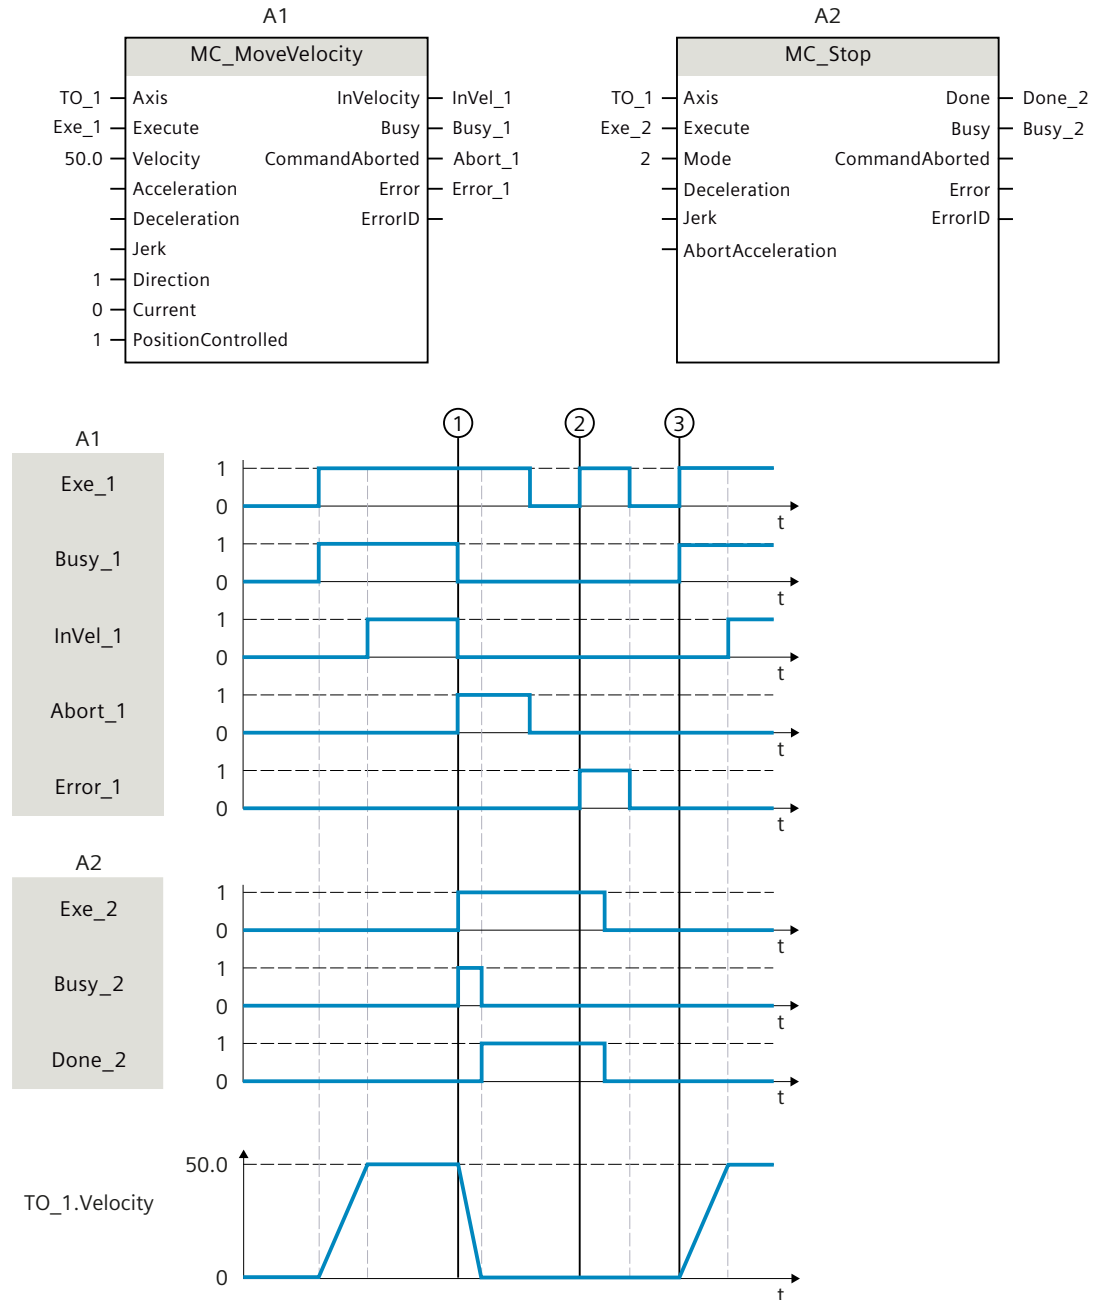 A1
A2
MC_MoveVelocity
MC_Stop
TO_1 Axis InVelocity InVel_1
Exe_1 Execute Busy Busy_1
50.0 Velocity CommandAborted Abort_1
Acceleration Error Error_1
Deceleration ErrorID
Jerk
1 Direction
0 Current
1 PositionControlled
TO_1 Axis Done Done_2
Exe_2 Execute Busy Busy_2
2 Mode CommandAborted
Deceleration Error
Jerk ErrorID
AbortAcceleration
1 2 3
A1
Exe_1
1
0
t
Busy_1
1
0
t
InVel_1
1
0
t
Abort_1
1
0
t
Error_1
1
0
t
A2
Exe_2
1
0
t
Busy_2
1
0
t
Done_2
1
0
t
50.0
TO_1.Velocity
0
t